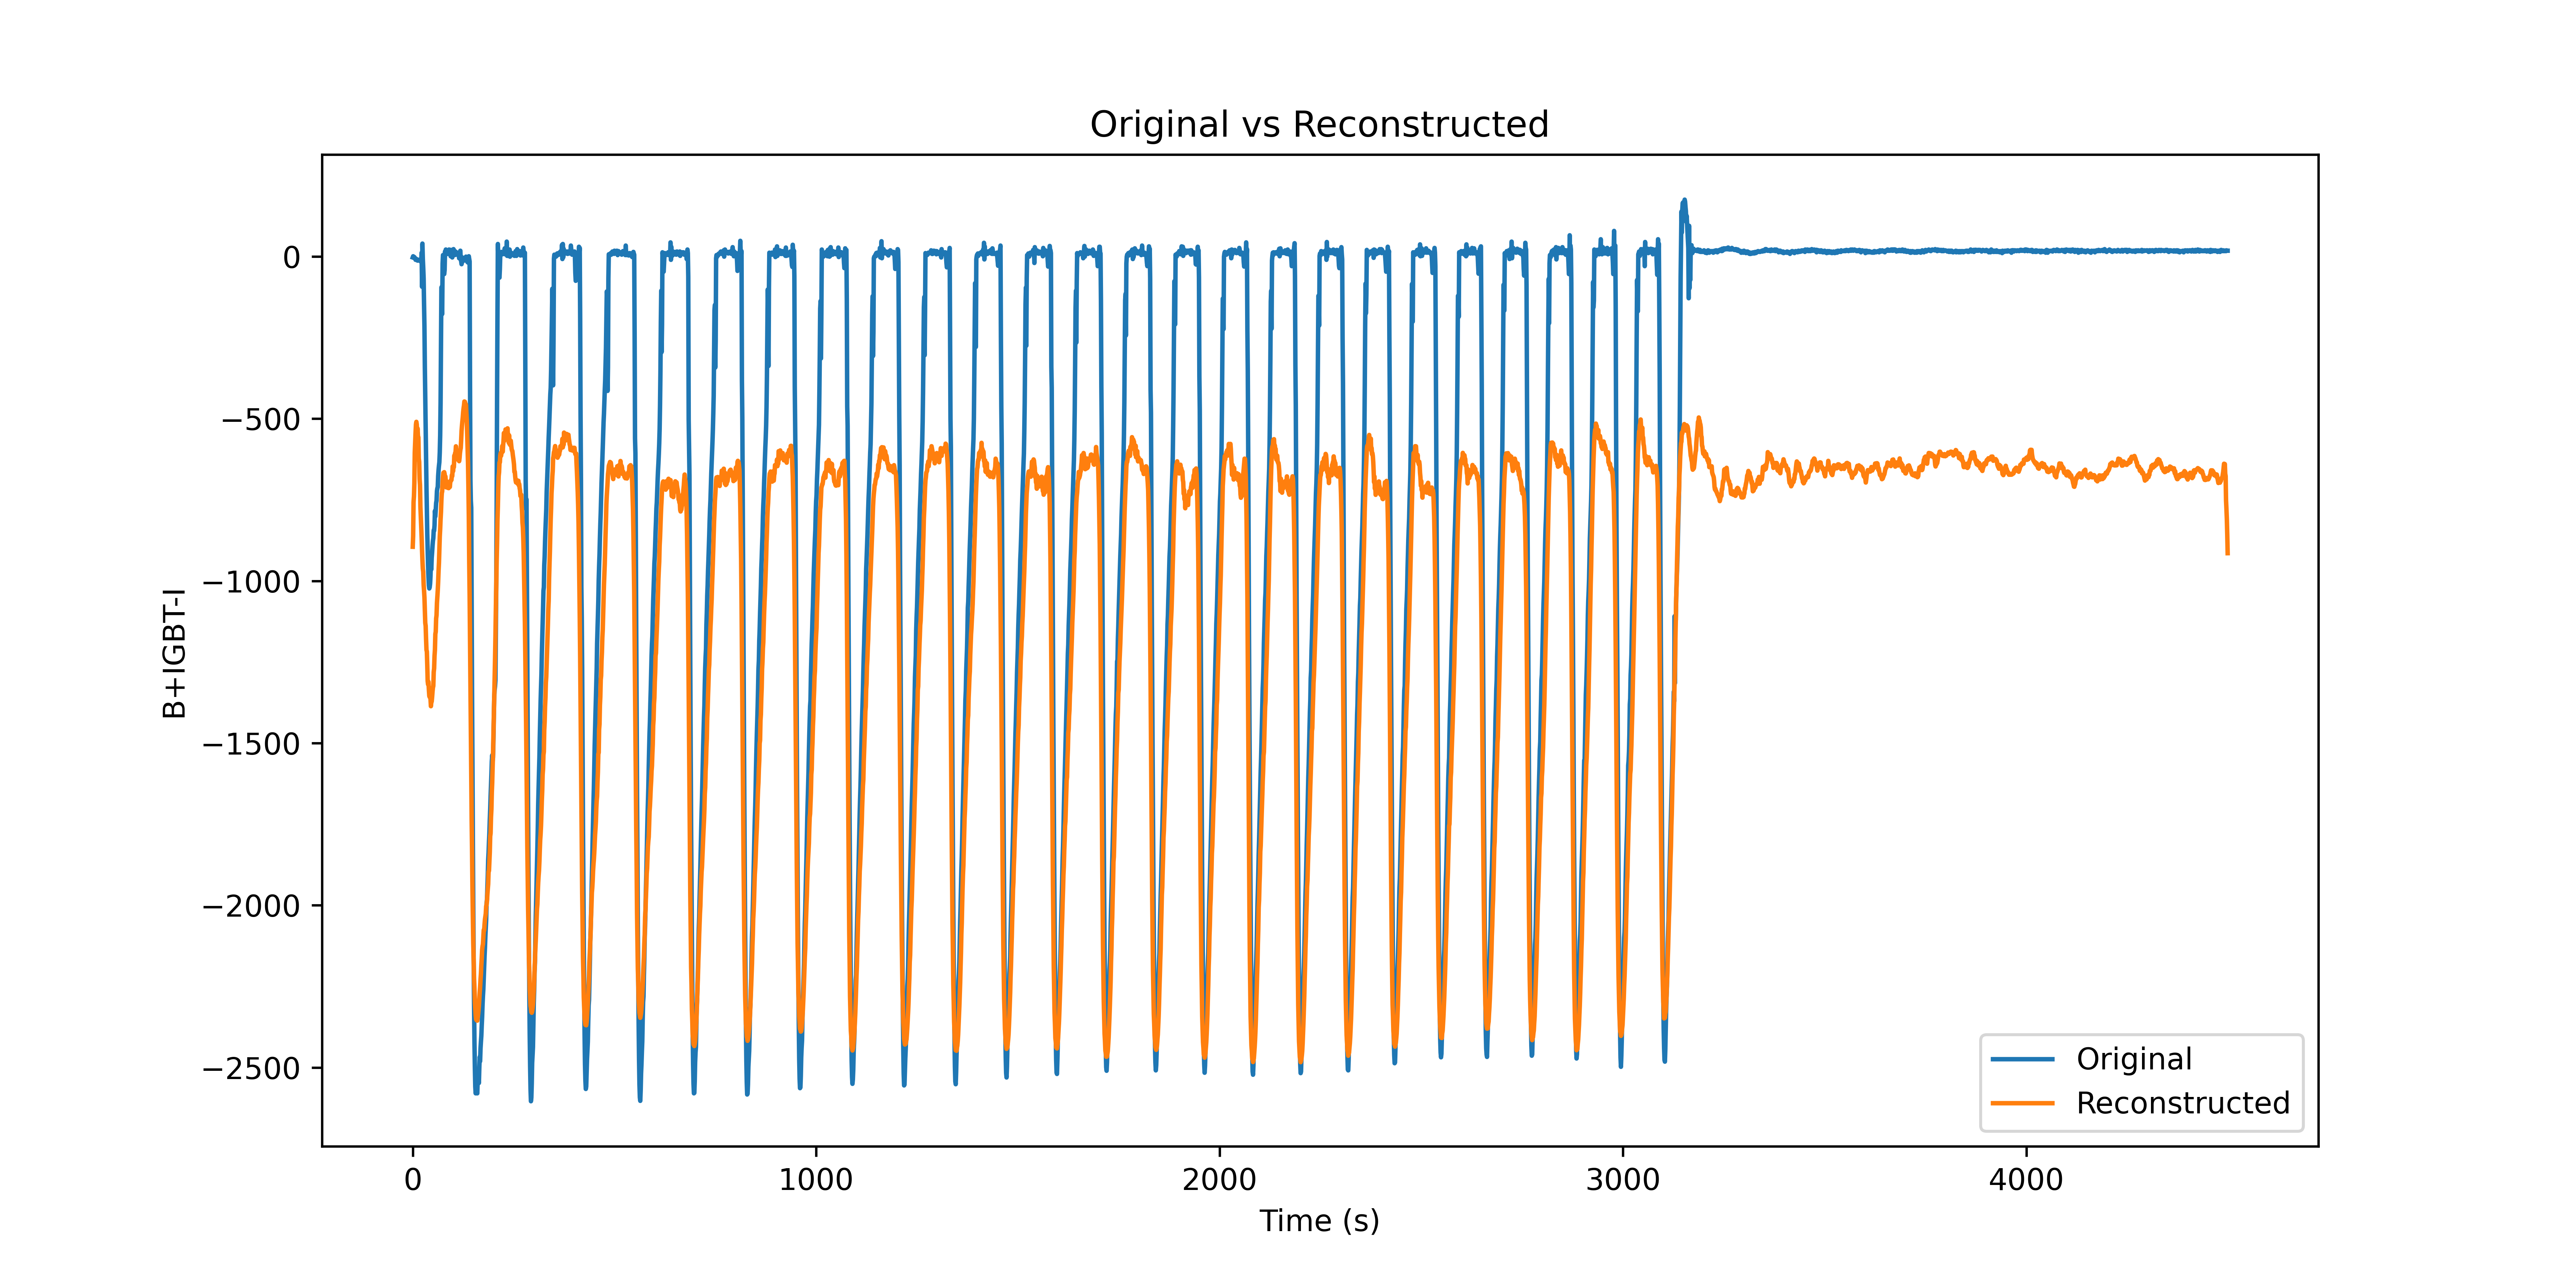 Original vs Reconstructed
B+IGBT-I
0
−500
−1000
−1500
−2000
−2500
0 1000 2000 3000 4000
Time (s)
Original
Reconstructed